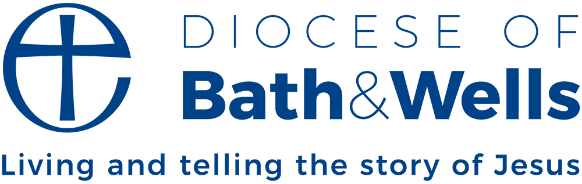 DIOCESE OF
Bath&Wells
Living and telling the story of Jesus